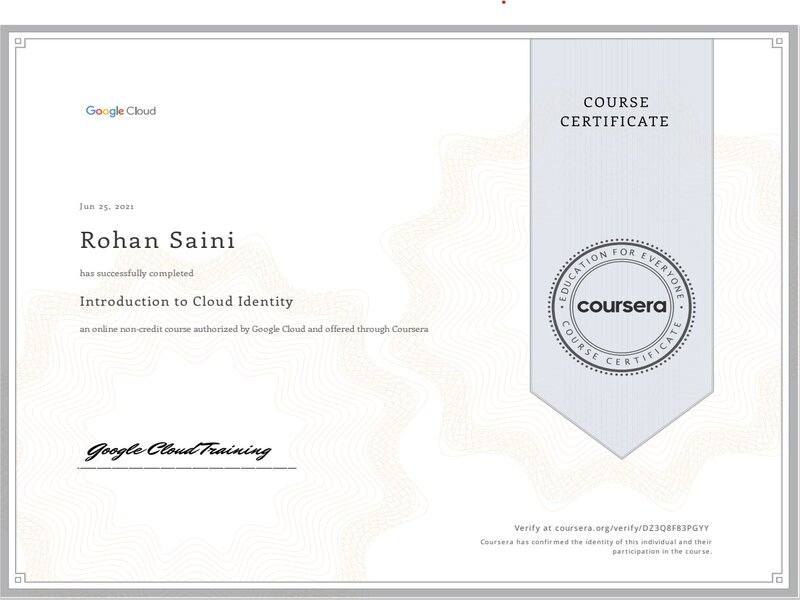 Google Cloud
COURSE
CERTIFICATE
Jun 25, 2021
Rohan Saini
has successfully completed
Introduction to Cloud Identity
an online non-credit course authorized by Google Cloud and offered through Coursera
EDUCATION FOR EVERYONE
coursera
COURSE CERTIFICATE
Google Cloud Training
Verify at coursera.org/verify/DZ3Q8F83PGYY
Coursera has confirmed the identity of this individual and their
participation in the course.